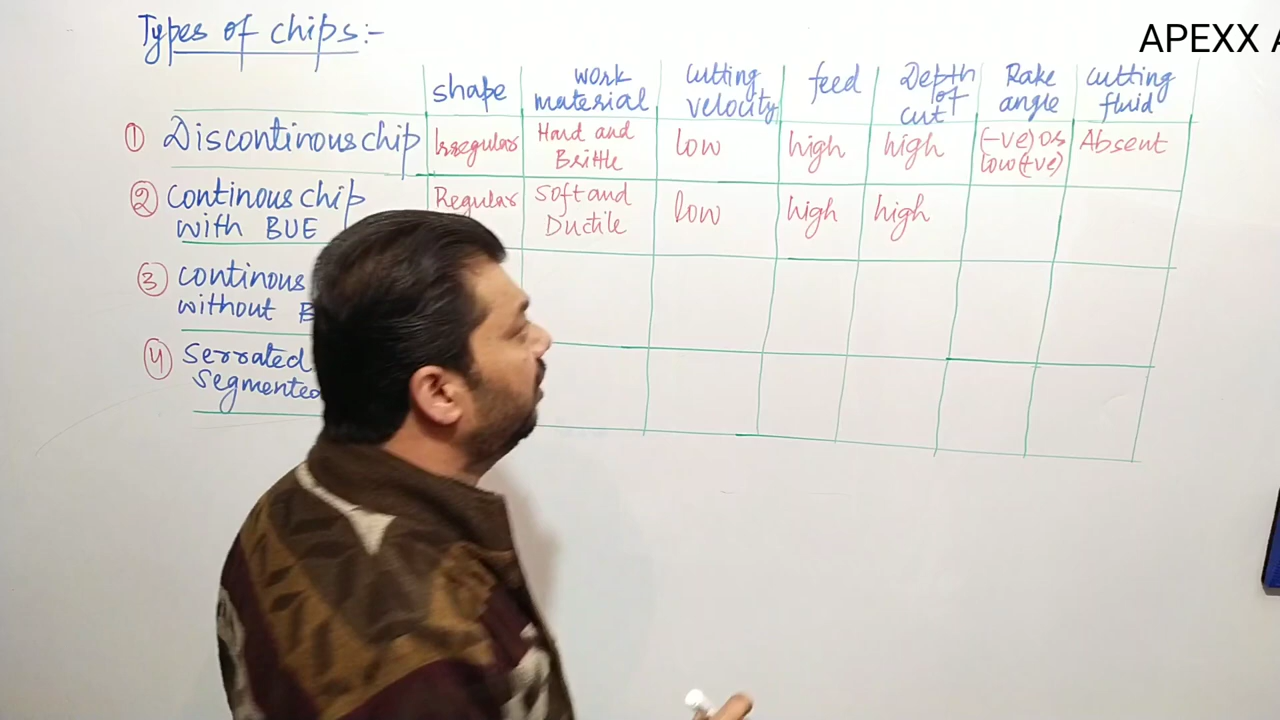 APEXX A
Types of chips:-
shape
work material
cutting velocity
feed
Depth of cut
Rake angle
cutting fluid
① Discontinous chip
Irregular
Hard and Brittle
low
high
high
(-ve) or low (+ve)
Absent
② continous chip with BUE
Regular
Soft and Ductile
low
high
high
③ continous
without B
④ Serrated
Segmented